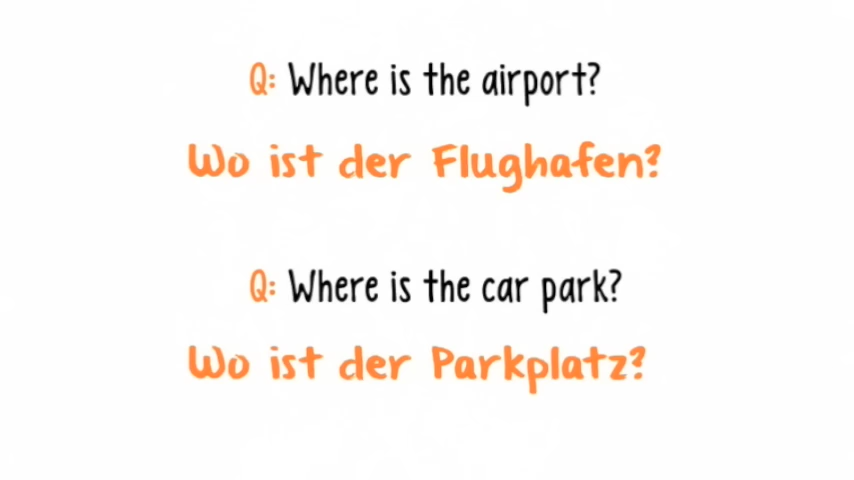 Q: Where is the airport?
Wo ist der Flughafen?
Q: Where is the car park?
Wo ist der Parkplatz?